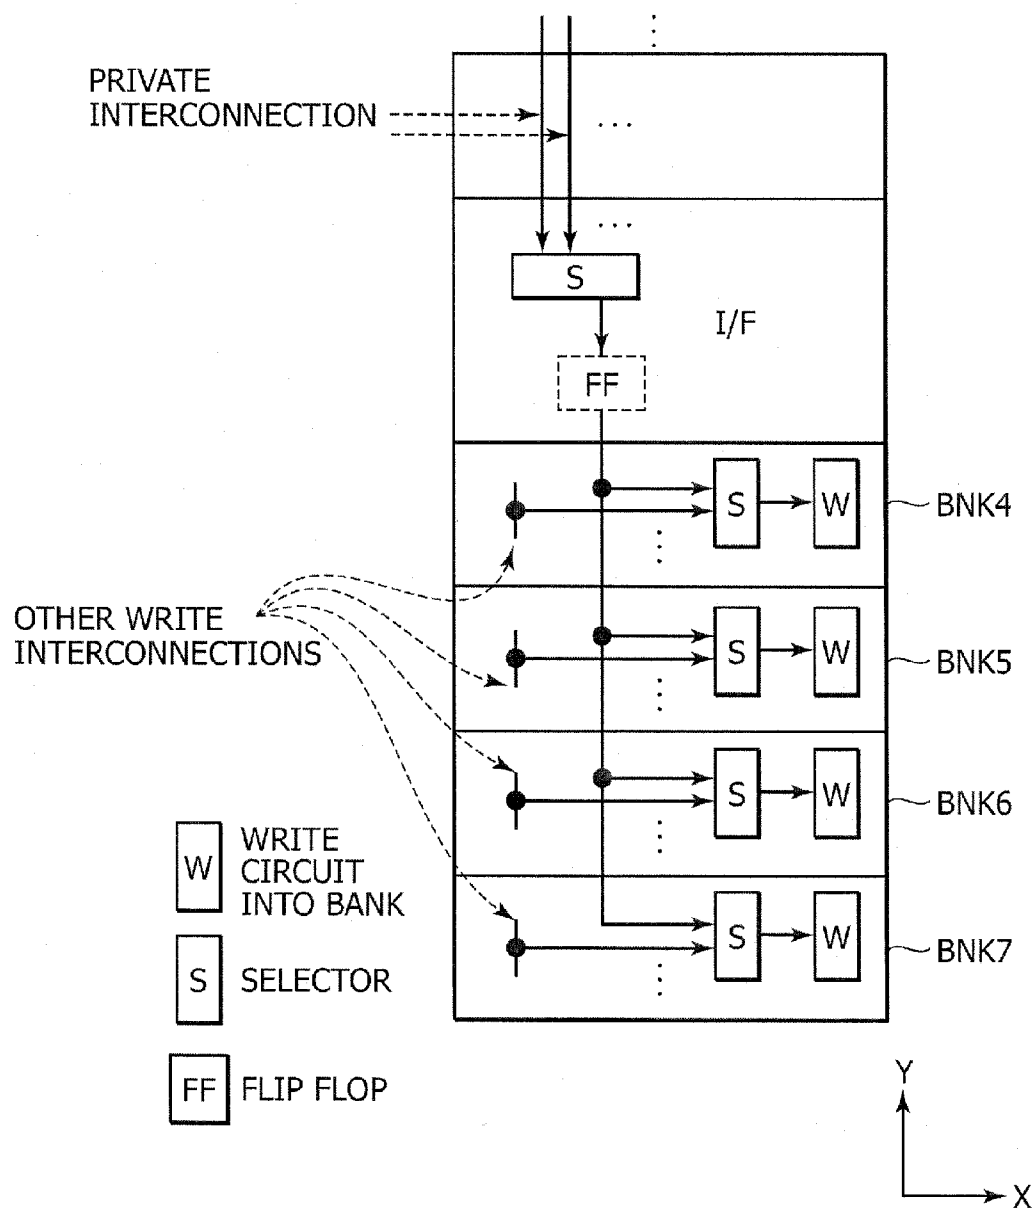 PRIVATE
INTERCONNECTION
S
I/F
FF
S
W
BNK4
OTHER WRITE
INTERCONNECTIONS
S
W
BNK5
S
W
BNK6
W
WRITE
CIRCUIT
INTO BANK
S
W
BNK7
S
SELECTOR
FF
FLIP FLOP
Y
X